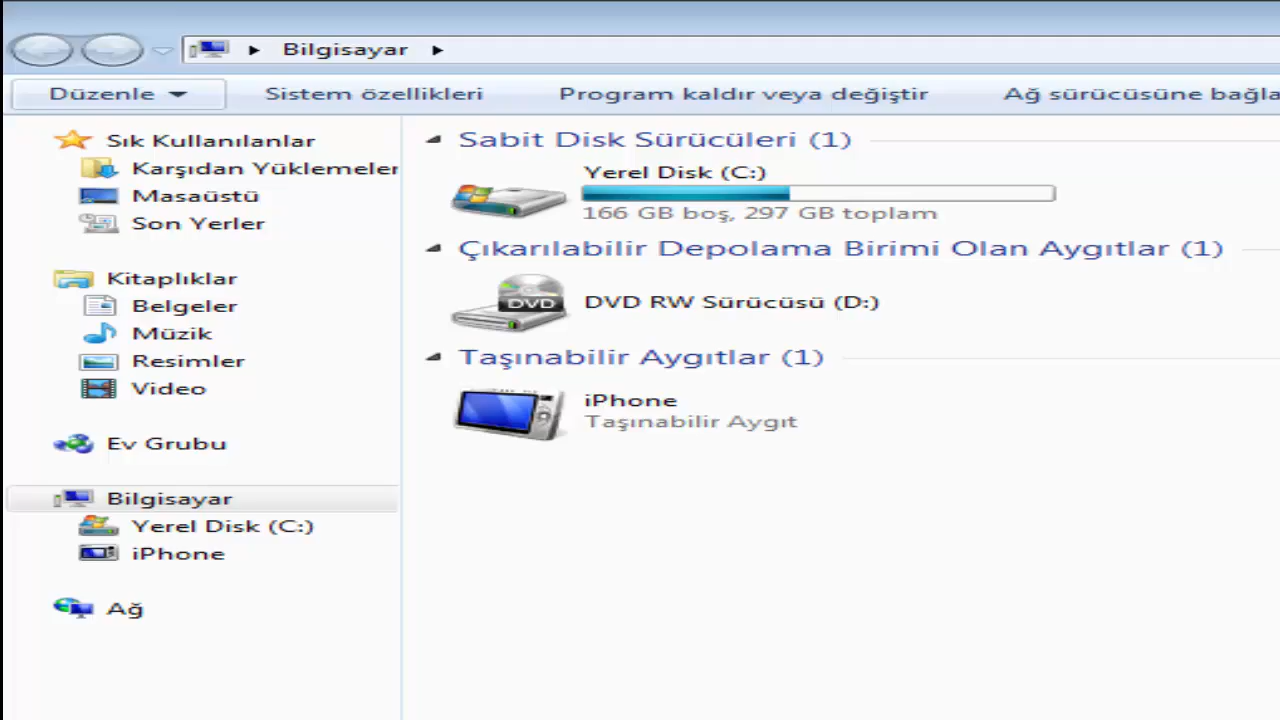 Bilgisayar
Düzenle
Sistem özellikleri
Program kaldır veya değiştir
Ağ sürücüsüne bağla
Sık Kullanılanlar
Karşıdan Yüklemeler
Masaüstü
Son Yerler
Kitaplıklar
Belgeler
Müzik
Resimler
Video
Ev Grubu
Bilgisayar
Yerel Disk (C:)
iPhone
Ağ
Sabit Disk Sürücüleri (1)
Yerel Disk (C:)
166 GB boş, 297 GB toplam
Çıkarılabilir Depolama Birimi Olan Aygıtlar (1)
DVD
DVD RW Sürücüsü (D:)
Taşınabilir Aygıtlar (1)
iPhone
Taşınabilir Aygıt